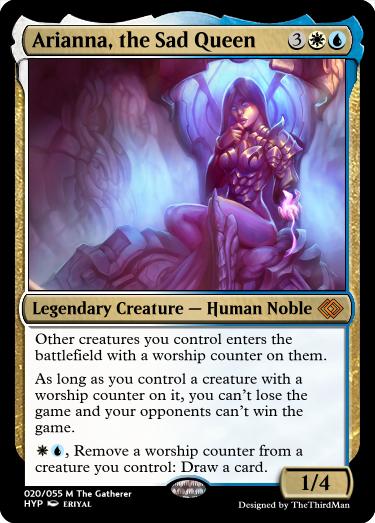 Arianna, the Sad Queen 3
Legendary Creature — Human Noble
Other creatures you control enters the
battlefield with a worship counter on them.
As long as you control a creature with a
worship counter on it, you can't lose the
game and your opponents can't win the
game.
, Remove a worship counter from a
creature you control: Draw a card.
1/4
020/055 M The Gatherer
HYP ERIYAL
Designed by TheThirdMan